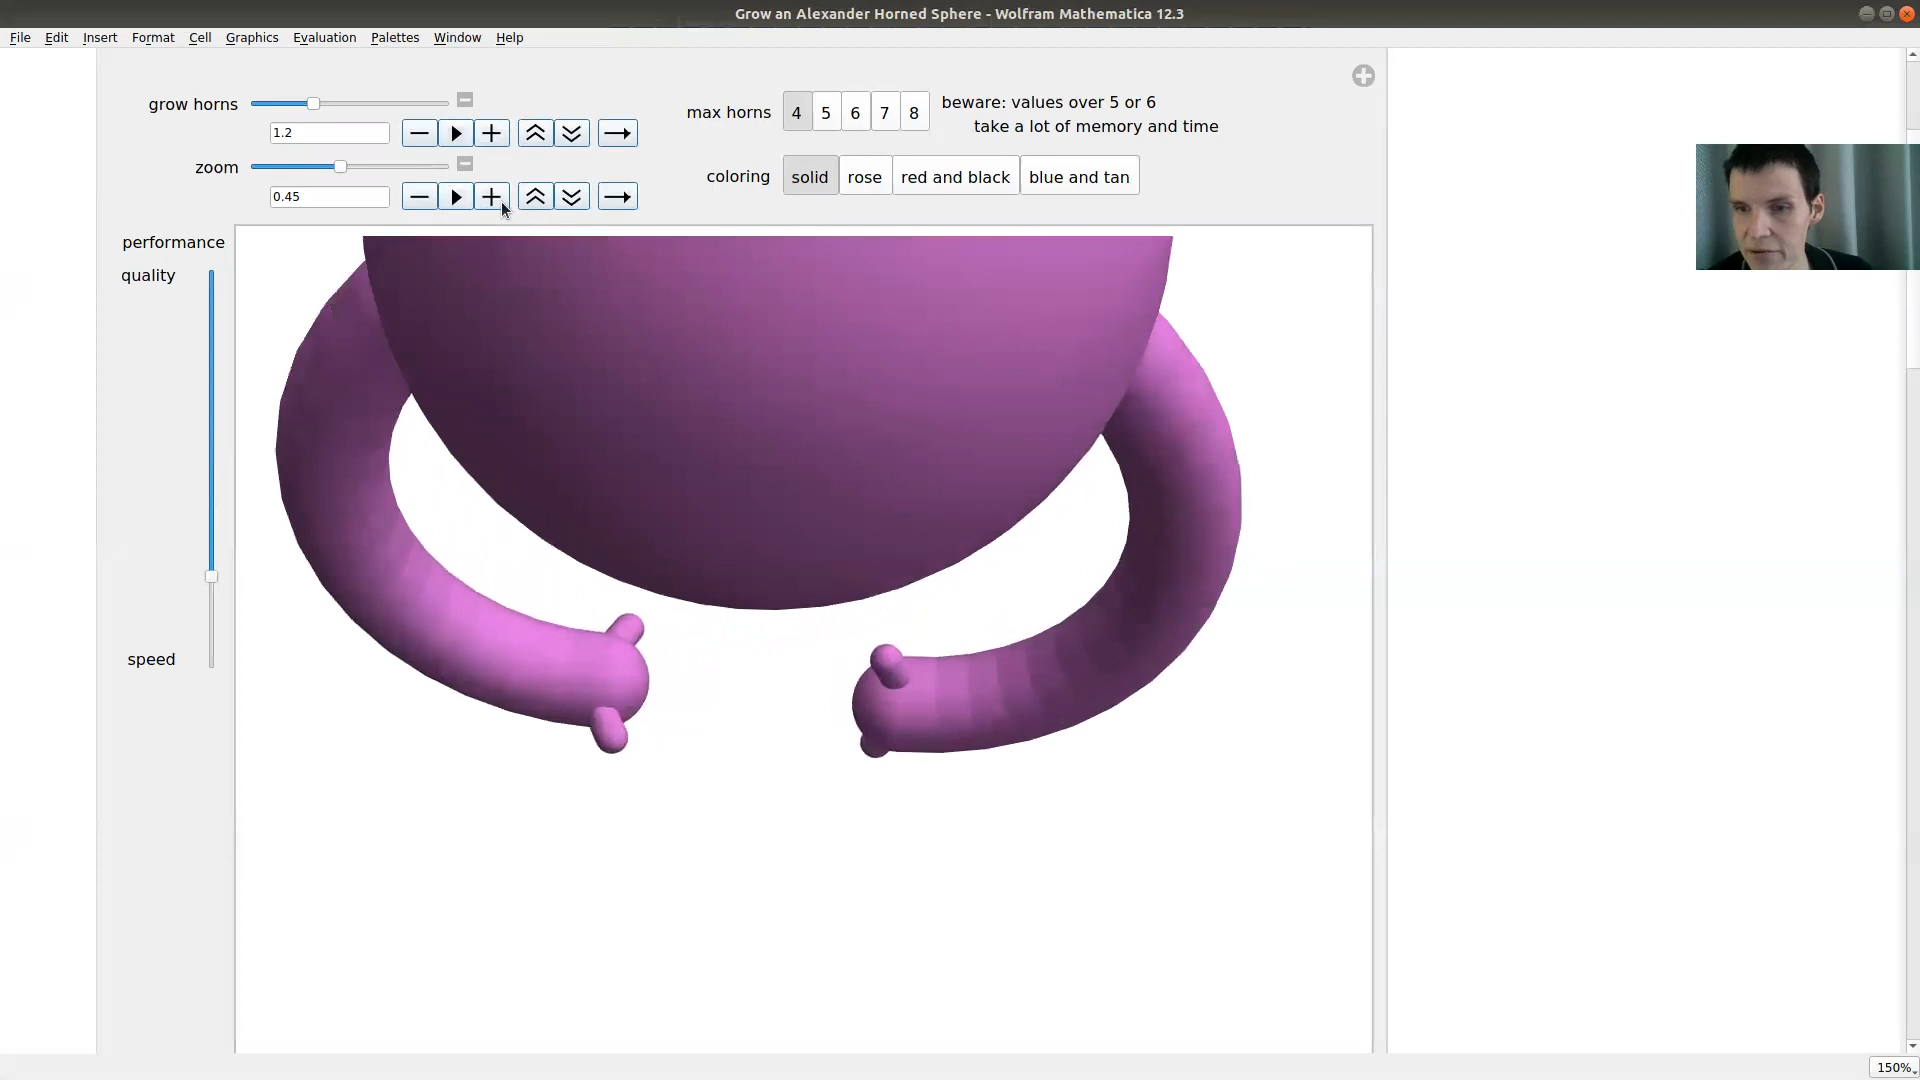 Grow an Alexander Horned Sphere - Wolfram Mathematica 12.3
File Edit Insert Format Cell Graphics Evaluation Palettes Window Help
grow horns
1.2
zoom
0.45
max horns 4 5 6 7 8
beware: values over 5 or 6
take a lot of memory and time
coloring solid rose red and black blue and tan
performance
quality
speed
150%